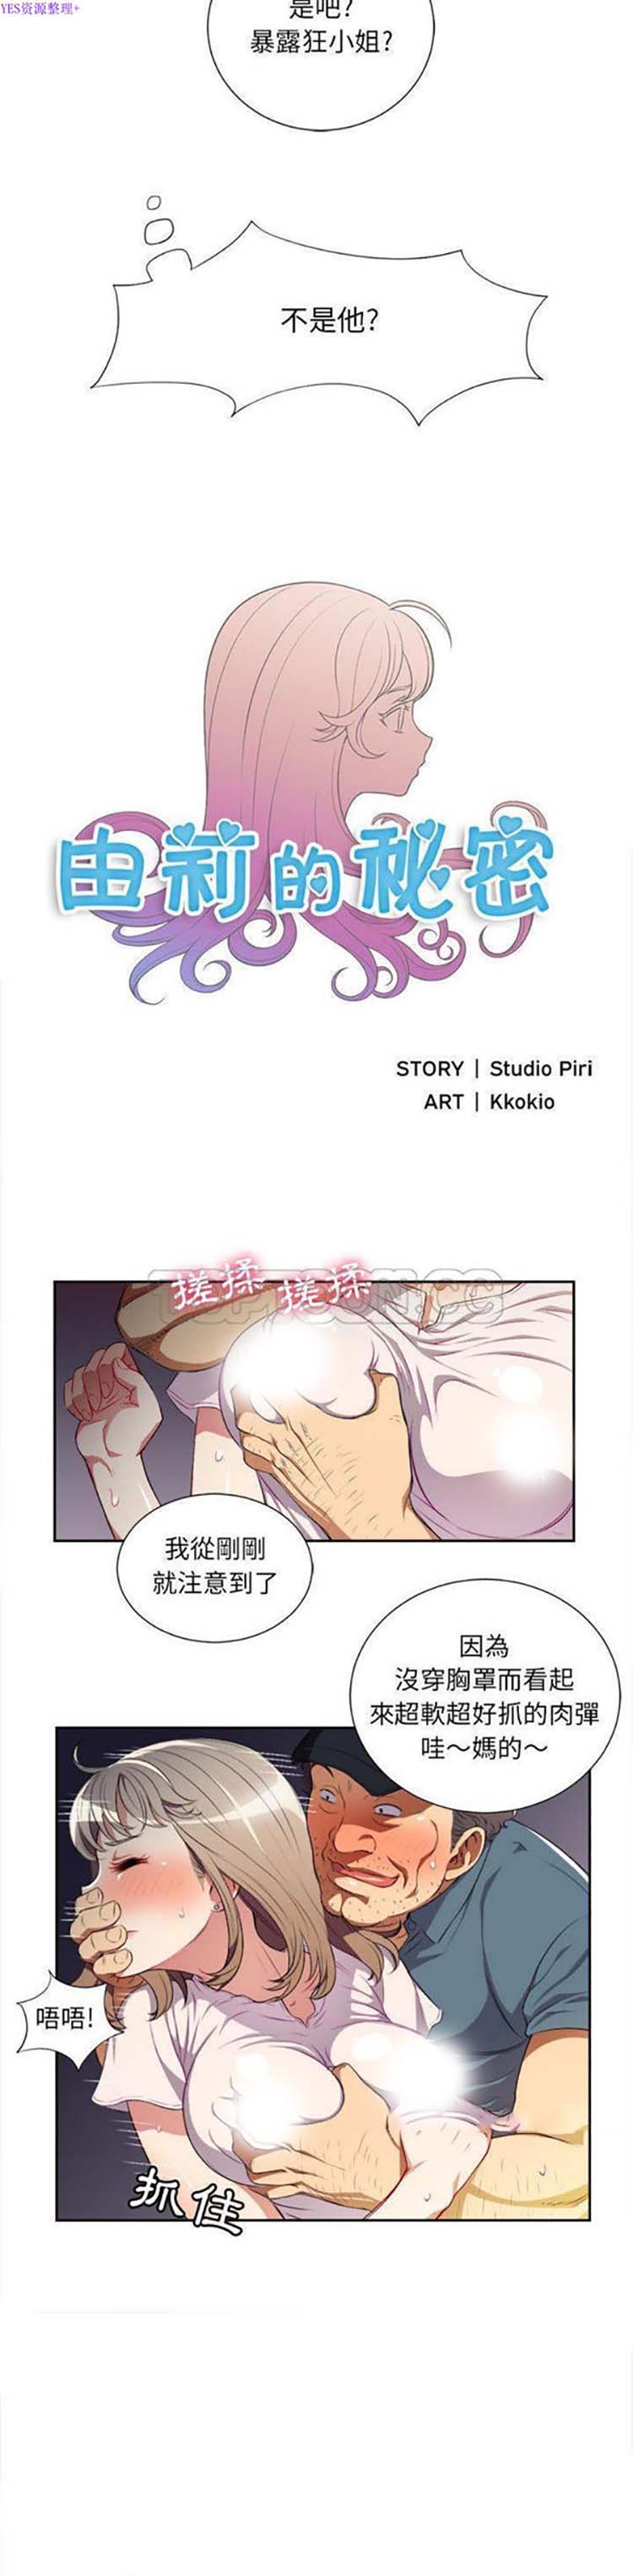 YES资源整理+
是吧?
暴露狂小姐?
不是他?
由莉的秘密
STORY | Studio Piri
ART | Kkokio
搓揉 搓揉
TOPTOON.CC
我從剛剛
就注意到了
因為
沒穿胸罩而看起
來超軟超好抓的肉彈
哇～媽的～
唔唔!
抓住